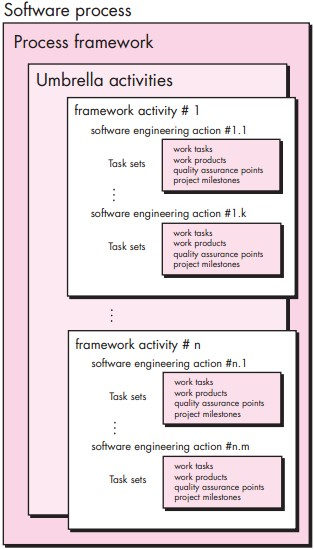 Software process
Process framework
Umbrella activities
framework activity # 1
software engineering action #1.1
Task sets
work tasks
work products
quality assurance points
project milestones
software engineering action #1.k
Task sets
work tasks
work products
quality assurance points
project milestones
framework activity # n
software engineering action #n.1
Task sets
work tasks
work products
quality assurance points
project milestones
software engineering action #n.m
Task sets
work tasks
work products
quality assurance points
project milestones